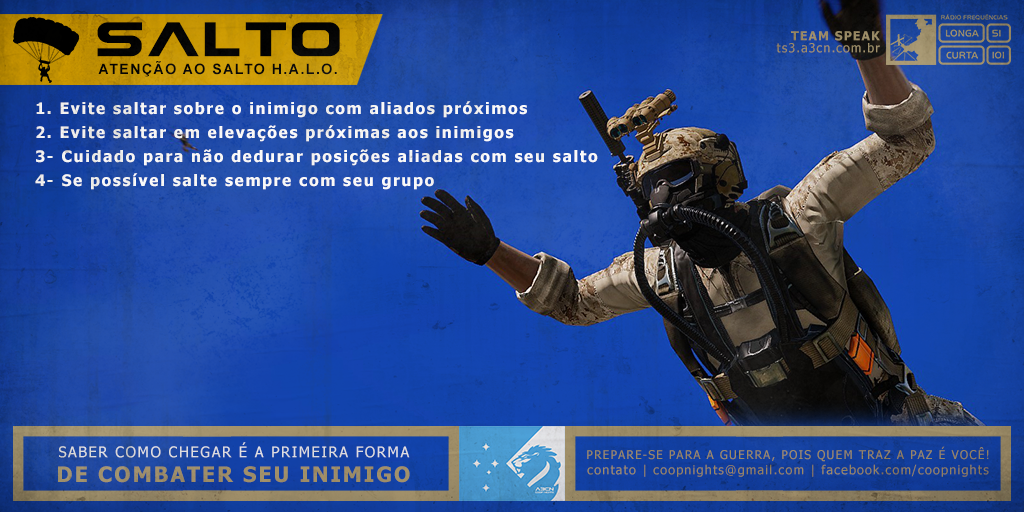 SALTO
ATENÇÃO AO SALTO H.A.L.O.
TEAM SPEAK
ts3.a3cn.com.br
RÁDIO FREQUÊNCIAS
LONGA 51
CURTA 101
1. Evite saltar sobre o inimigo com aliados próximos
2. Evite saltar em elevações próximas aos inimigos
3- Cuidado para não dedurar posições aliadas com seu salto
4- Se possível salte sempre com seu grupo
SABER COMO CHEGAR É A PRIMEIRA FORMA
DE COMBATER SEU INIMIGO
A3CN
PREPARE-SE PARA A GUERRA, POIS QUEM TRAZ A PAZ É VOCÊ!
contato | coopnights@gmail.com | facebook.com/coopnights